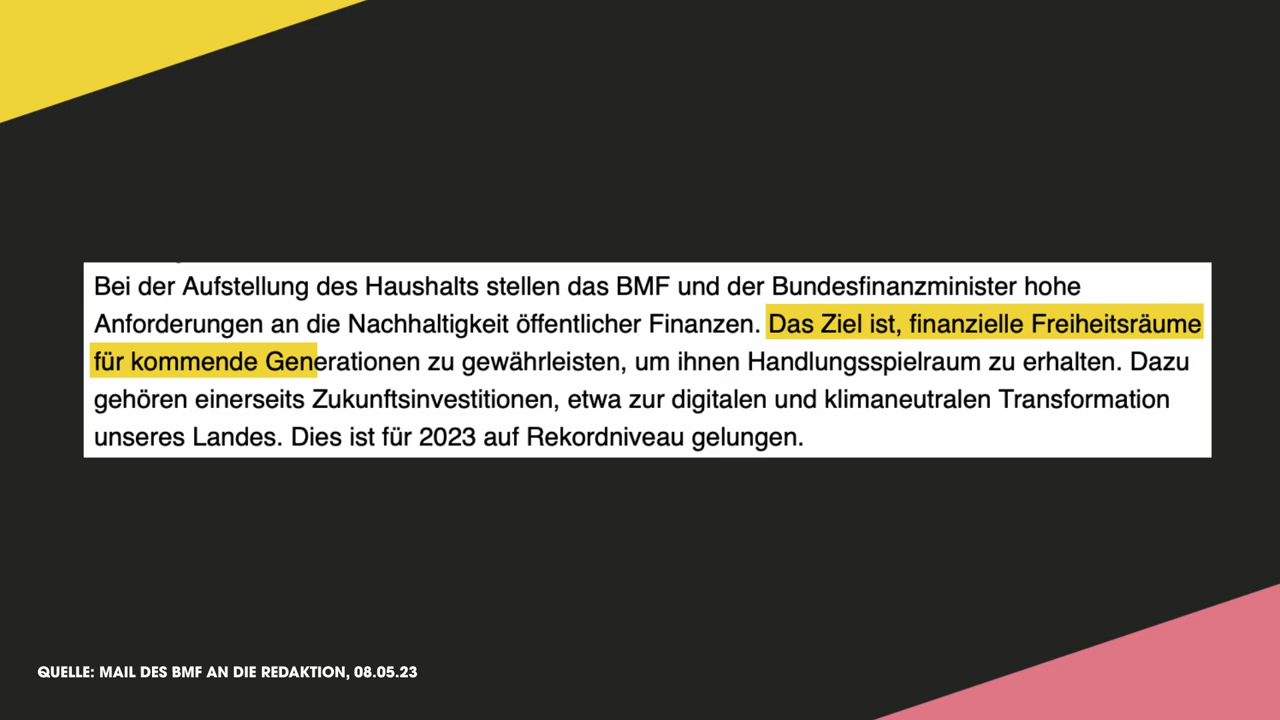 Bei der Aufstellung des Haushalts stellen das BMF und der Bundesfinanzminister hohe
Anforderungen an die Nachhaltigkeit öffentlicher Finanzen. Das Ziel ist, finanzielle Freiheitsräume
für kommende Generationen zu gewährleisten, um ihnen Handlungsspielraum zu erhalten. Dazu
gehören einerseits Zukunftsinvestitionen, etwa zur digitalen und klimaneutralen Transformation
unseres Landes. Dies ist für 2023 auf Rekordniveau gelungen.
QUELLE: MAIL DES BMF AN DIE REDAKTION, 08.05.23